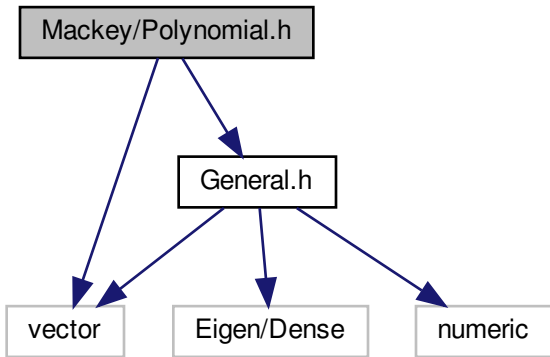 Mackey/Polynomial.h
General.h
vector
Eigen/Dense
numeric